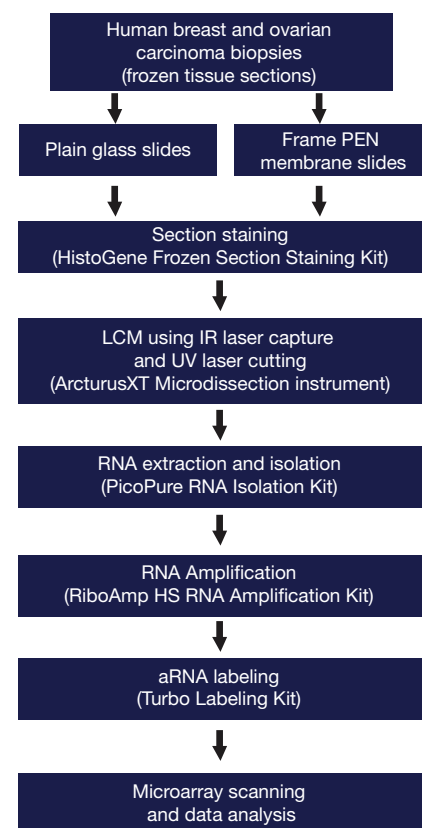 Human breast and ovarian
carcinoma biopsies
(frozen tissue sections)
Plain glass slides
Frame PEN
membrane slides
Section staining
(HistoGene Frozen Section Staining Kit)
LCM using IR laser capture
and UV laser cutting
(ArcturusXT Microdissection instrument)
RNA extraction and isolation
(PicoPure RNA Isolation Kit)
RNA Amplification
(RiboAmp HS RNA Amplification Kit)
aRNA labeling
(Turbo Labeling Kit)
Microarray scanning
and data analysis